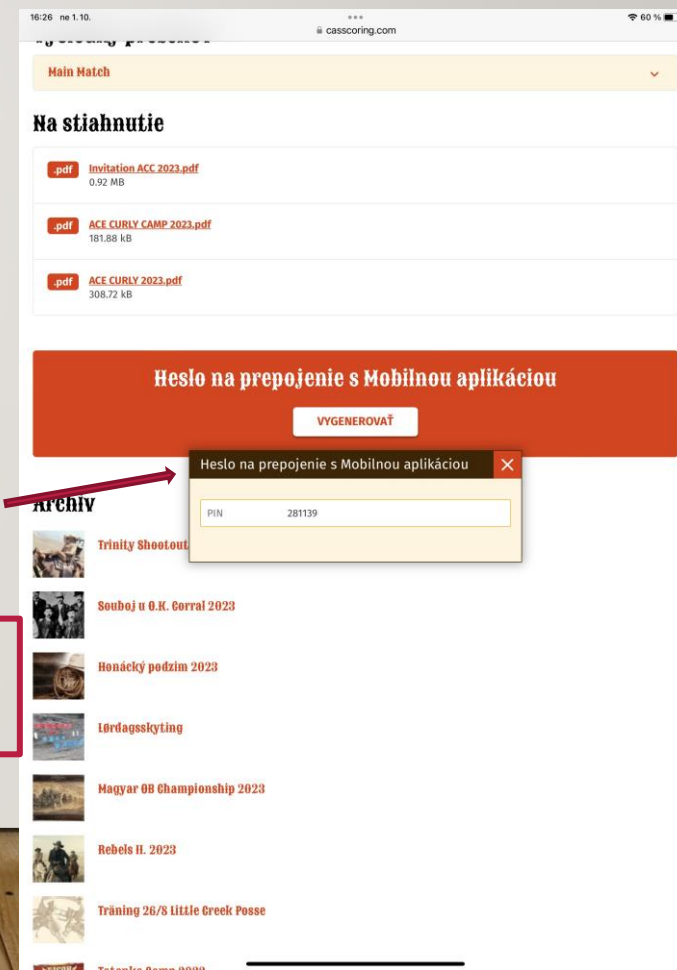 16:26 ne 1.10.
casscoring.com
60 %
Main Match
Na stiahnutie
.pdf Invitation ACC 2023.pdf
0.92 MB
.pdf ACE CURLY CAMP 2023.pdf
181.88 kB
.pdf ACE CURLY 2023.pdf
308.72 kB
Heslo na prepojenie s Mobilnou aplikáciou
VYGENEROVAŤ
Heslo na prepojenie s Mobilnou aplikáciou
PIN 281139
Archív
Trinity Shootout
Souboj u O.K. Corral 2023
Honácký podzim 2023
Lørdagsskyting
Magyar OB Championship 2023
Rebels II. 2023
Träning 26/8 Little Creek Posse